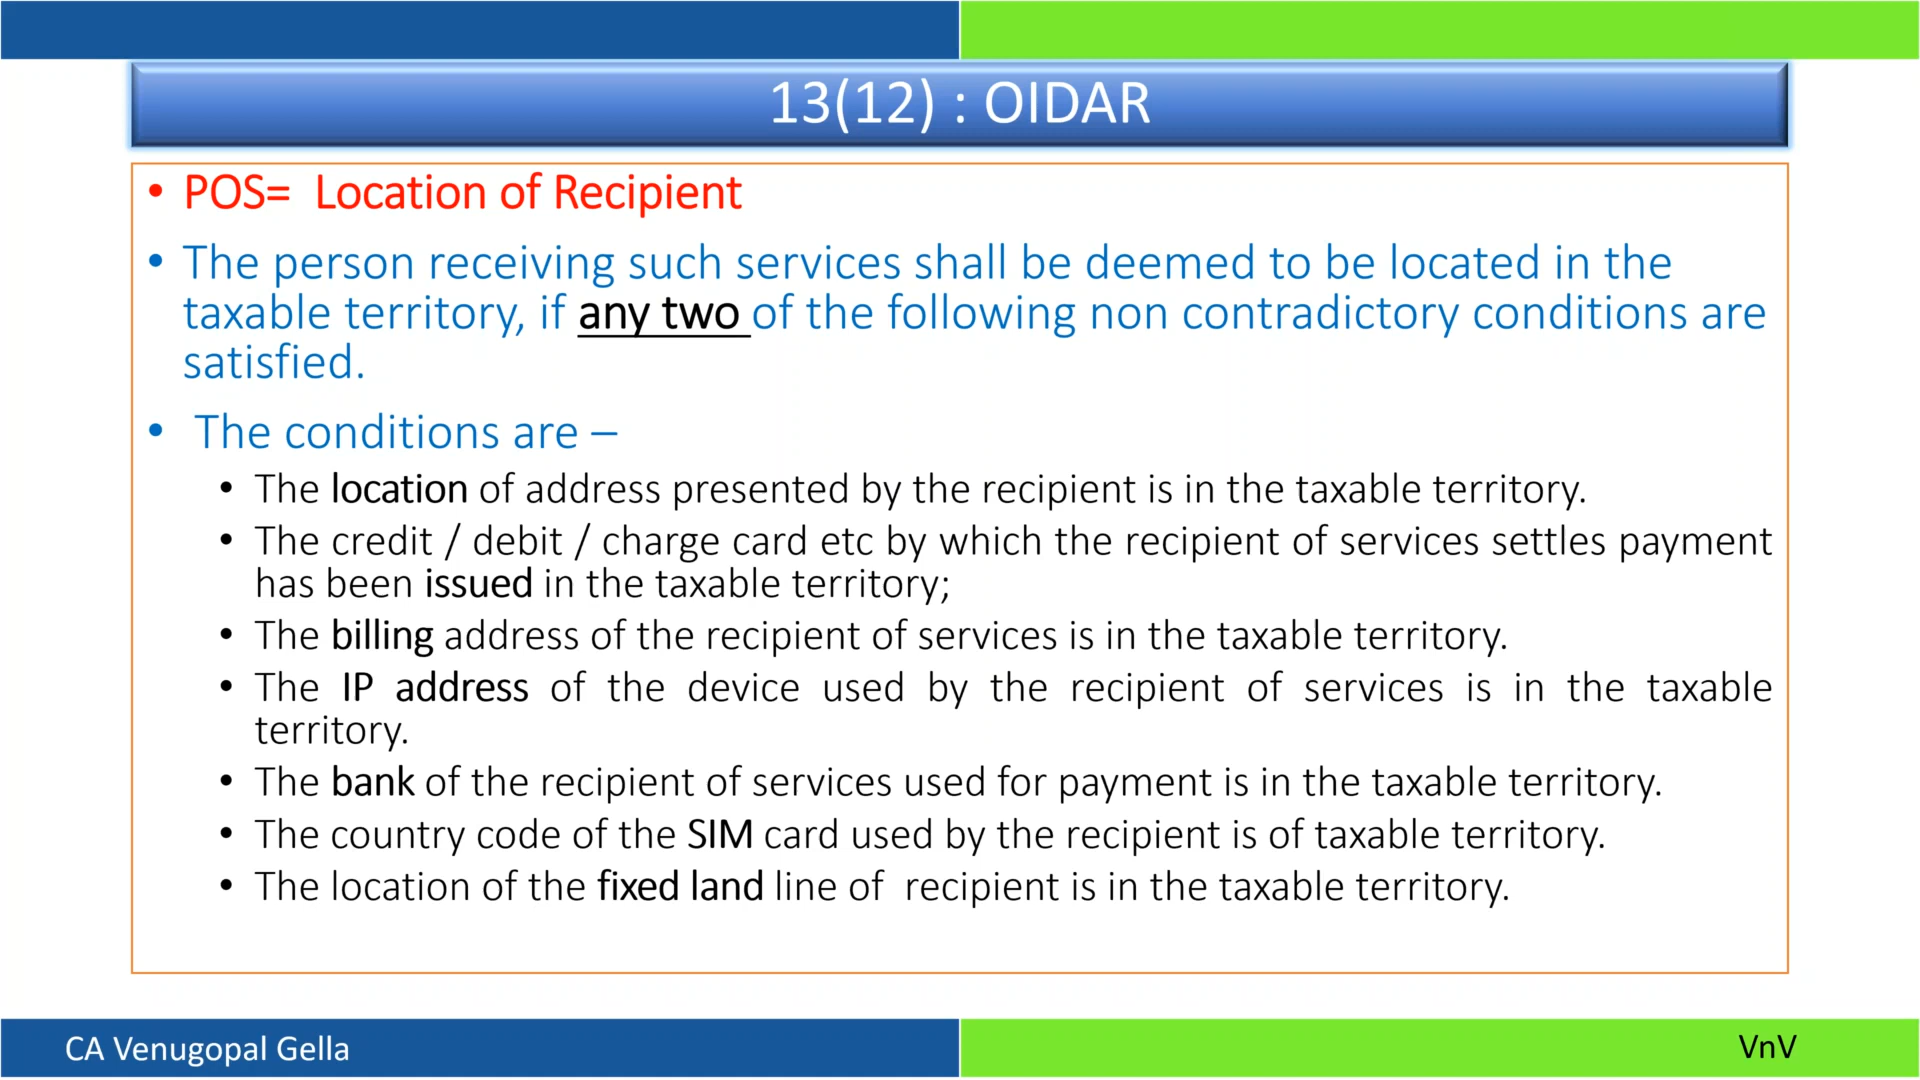 13(12) : OIDAR
• POS= Location of Recipient
• The person receiving such services shall be deemed to be located in the
taxable territory, if any two of the following non contradictory conditions are
satisfied.
• The conditions are –
• The location of address presented by the recipient is in the taxable territory.
• The credit / debit / charge card etc by which the recipient of services settles payment
has been issued in the taxable territory;
• The billing address of the recipient of services is in the taxable territory.
• The IP address of the device used by the recipient of services is in the taxable
territory.
• The bank of the recipient of services used for payment is in the taxable territory.
• The country code of the SIM card used by the recipient is of taxable territory.
• The location of the fixed land line of recipient is in the taxable territory.
CA Venugopal Gella
VnV